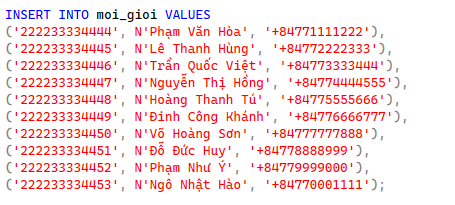 INSERT INTO moi_gioi VALUES
('222233334444', N'Phạm Văn Hòa', '+84771111222'),
('222233334445', N'Lê Thanh Hùng', '+84772222333'),
('222233334446', N'Trần Quốc Việt', '+84773333444'),
('222233334447', N'Nguyễn Thị Hồng', '+84774444555'),
('222233334448', N'Hoàng Thanh Tú', '+84775555666'),
('222233334449', N'Đinh Công Khánh', '+84776666777'),
('222233334450', N'Võ Hoàng Sơn', '+84777777888'),
('222233334451', N'Đỗ Đức Huy', '+84778888999'),
('222233334452', N'Phạm Như Ý', '+84779999000'),
('222233334453', N'Ngô Nhật Hào', '+84770001111');